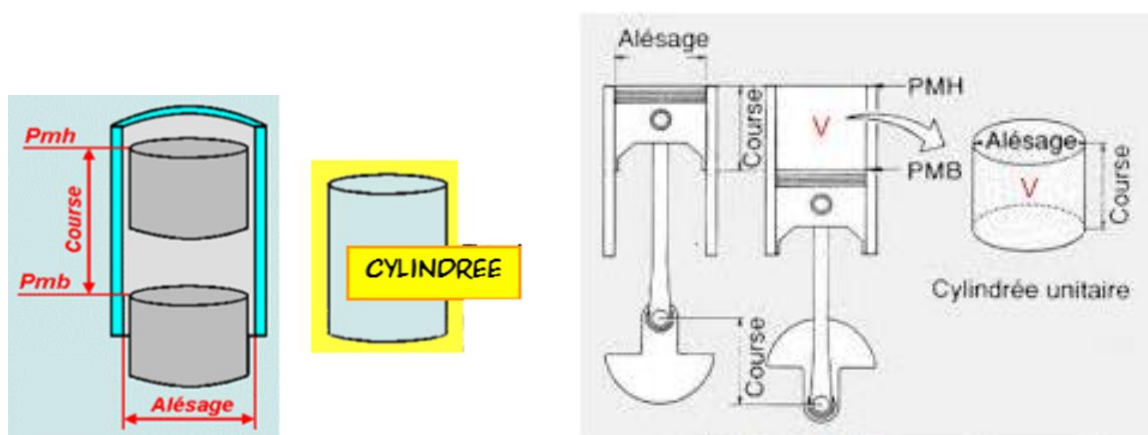 Pmh
Course
Pmb
Alésage
CYLINDREE
Alésage
Course
V
PMH
PMB
Alésage
V
Course
Cylindrée unitaire
Course